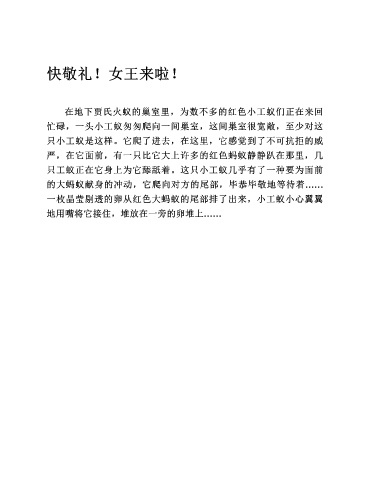 快敬礼！女王来啦！
在地下贾氏火蚁的巢室里，为数不多的红色小工蚁们正在来回
忙碌，一头小工蚁匆匆爬向一间巢室，这间巢室很宽敞，至少对这
只小工蚁是这样。它爬了进去，在这里，它感觉到了不可抗拒的威
严，在它面前，有一只比它大上许多的红色蚂蚁静静趴在那里，几
只工蚁正在它身上为它舔舐着。这只小工蚁几乎有了一种要为面前
的大蚂蚁献身的冲动，它爬向对方的尾部，毕恭毕敬地等待着……
一枚晶莹剔透的卵从红色大蚂蚁的尾部排了出来，小工蚁小心翼翼
地用嘴将它接住，堆放在一旁的卵堆上……